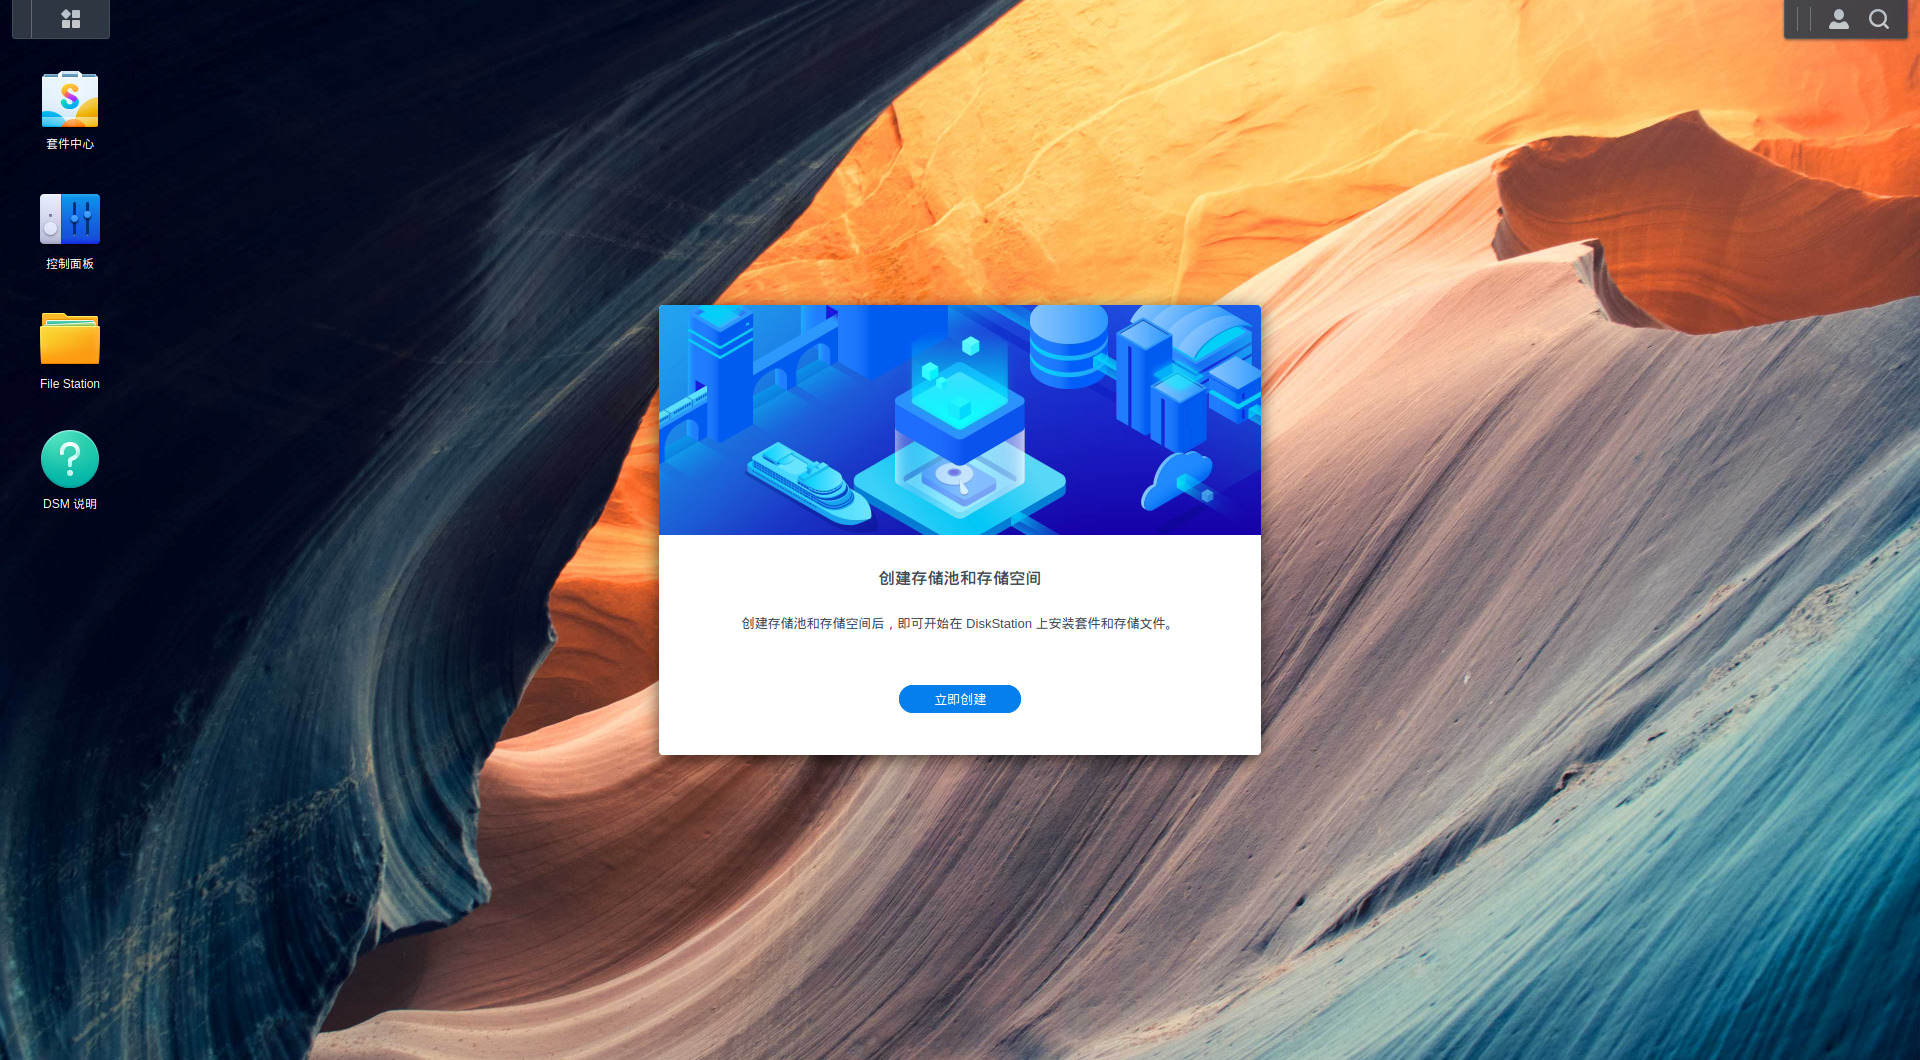 套件中心
控制面板
File Station
DSM 说明
创建存储池和存储空间
创建存储池和存储空间后，即可开始在 DiskStation 上安装套件和存储文件。
立即创建